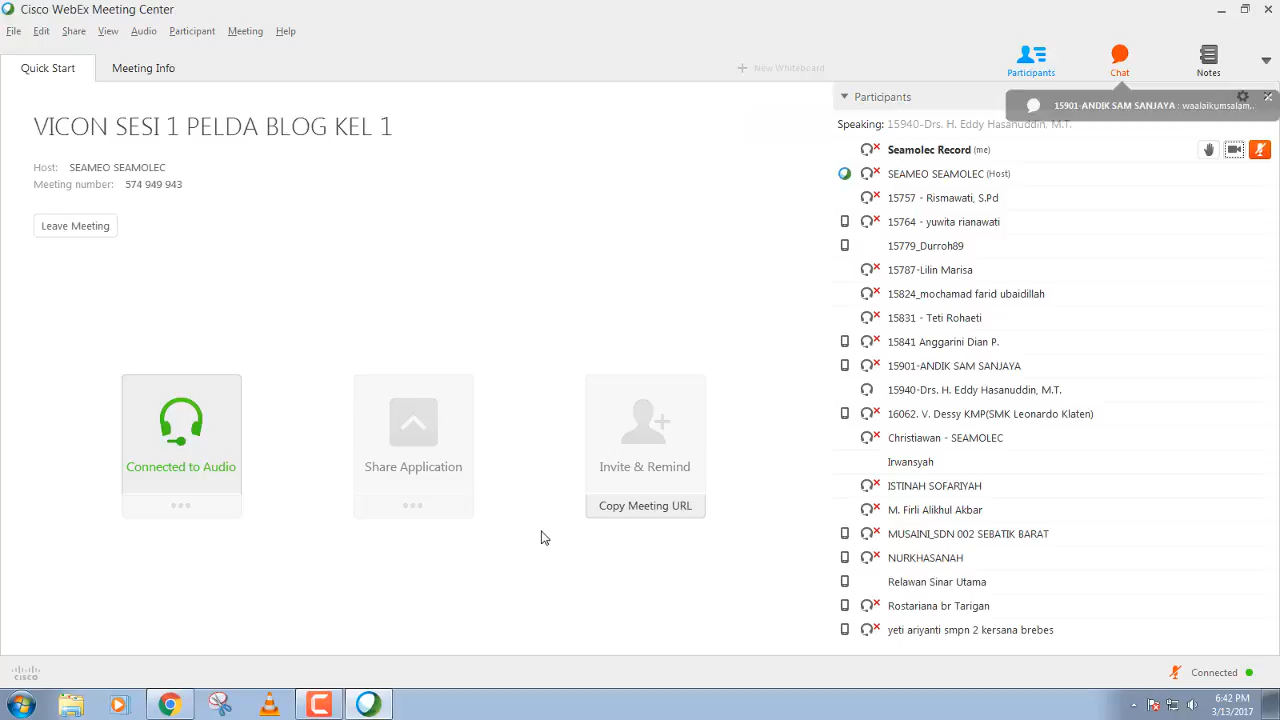 Cisco WebEx Meeting Center
File Edit Share View Audio Participant Meeting Help
Quick Start Meeting Info
New Whiteboard
Participants Chat Notes
Participants
15901-ANDIK SAM SANJAYA : waalaikumsalam...
Speaking: 15940-Drs. H. Eddy Hasanuddin, M.T.
VICON SESI 1 PELDA BLOG KEL 1
Host: SEAMEO SEAMOLEC
Meeting number: 574 949 943
Leave Meeting
Connected to Audio
Share Application
Invite & Remind
Copy Meeting URL
Seamolec Record (me)
SEAMEO SEAMOLEC (Host)
15757 - Rismawati, S.Pd
15764 - yuwita rianawati
15779_Durroh89
15787-Lilin Marisa
15824_mochamad farid ubaidillah
15831 - Teti Rohaeti
15841 Anggarini Dian P.
15901-ANDIK SAM SANJAYA
15940-Drs. H. Eddy Hasanuddin, M.T.
16062. V. Dessy KMP(SMK Leonardo Klaten)
Christiawan - SEAMOLEC
Irwansyah
ISTINAH SOFARIYAH
M. Firli Alikhul Akbar
MUSAINI_SDN 002 SEBATIK BARAT
NURKHASANAH
Relawan Sinar Utama
Rostariana br Tarigan
yeti ariyanti smpn 2 kersana brebes
cisco
Connected
6:42 PM
3/13/2017